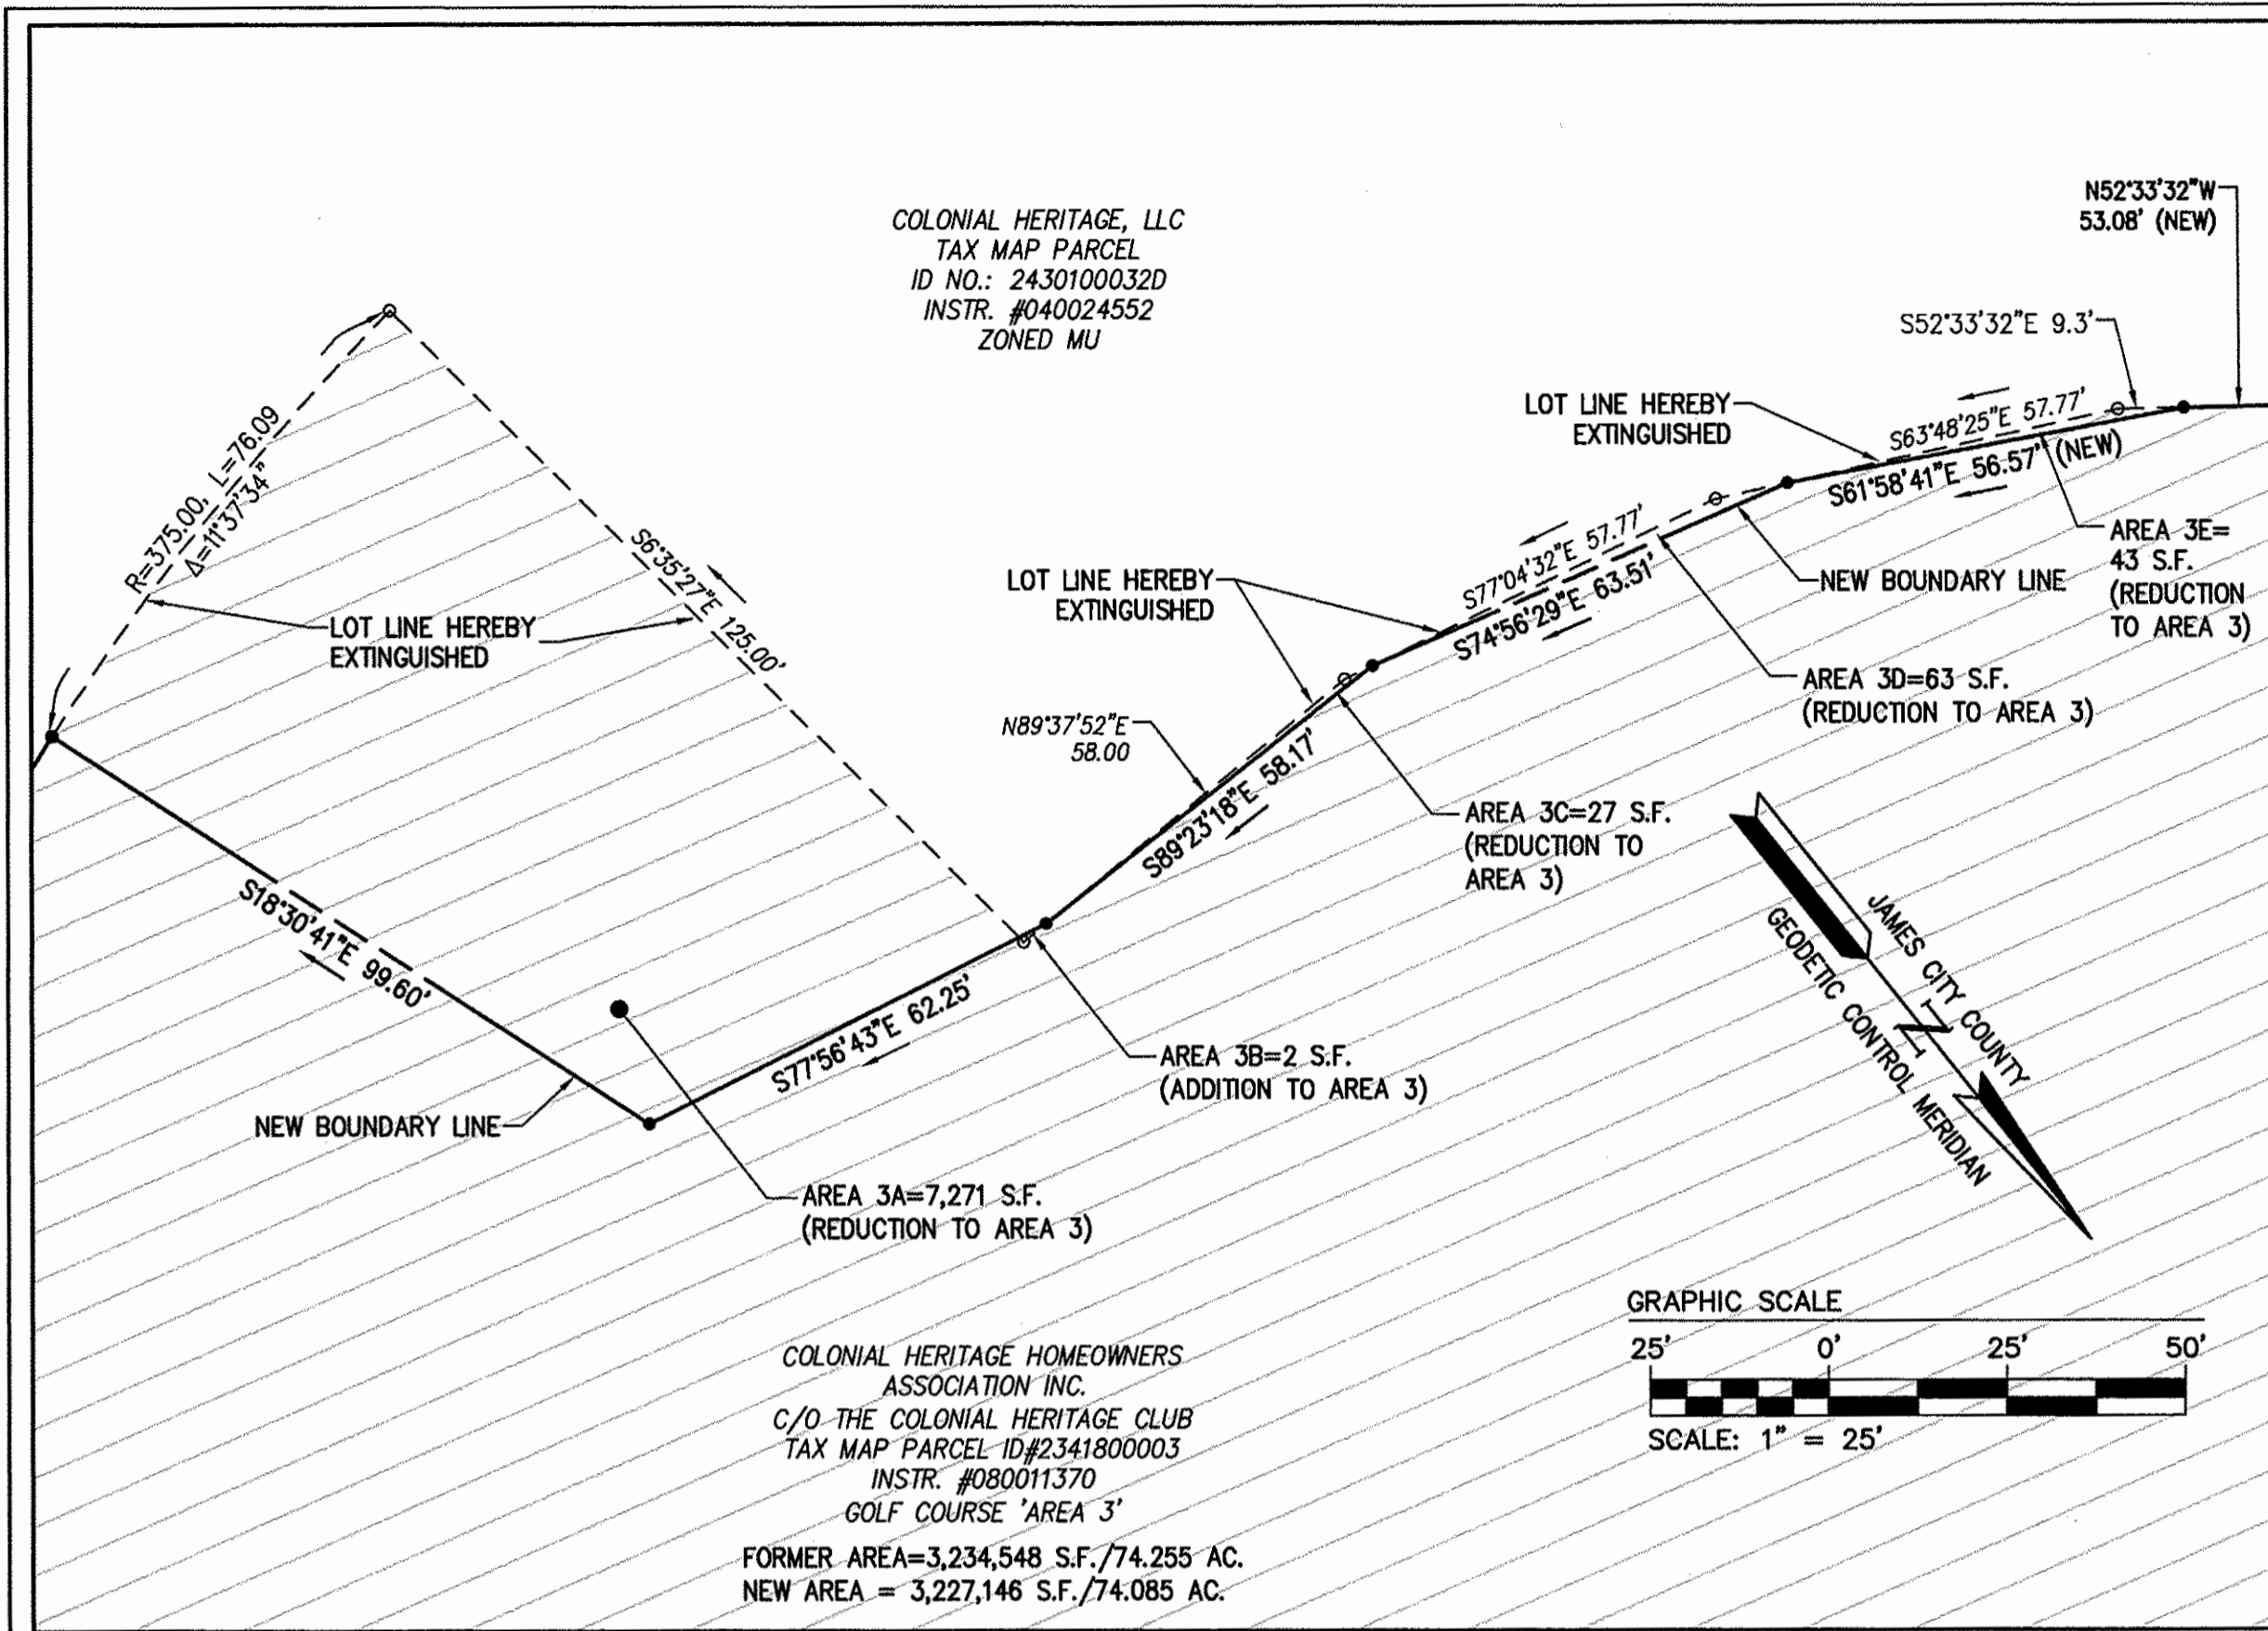 COLONIAL HERITAGE, LLC
TAX MAP PARCEL
ID NO.: 2430100032D
INSTR. #040024552
ZONED MU
N52°33'32"W
53.08' (NEW)
S52°33'32"E 9.3'
LOT LINE HEREBY
EXTINGUISHED
S63°48'25"E 57.77'
S61°58'41"E 56.57' (NEW)
AREA 3E=
43 S.F.
(REDUCTION
TO AREA 3)
NEW BOUNDARY LINE
S77°04'32"E 57.77'
S74°56'29"E 63.51'
LOT LINE HEREBY
EXTINGUISHED
AREA 3D=63 S.F.
(REDUCTION TO AREA 3)
R=375.00, L=76.09
Δ=11°37'34"
LOT LINE HEREBY
EXTINGUISHED
S6°35'27"E 125.00'
N89°37'52"E
58.00
S89°23'18"E 58.17'
AREA 3C=27 S.F.
(REDUCTION TO
AREA 3)
S18°30'41"E 99.60'
NEW BOUNDARY LINE
S77°56'43"E 62.25'
AREA 3B=2 S.F.
(ADDITION TO AREA 3)
AREA 3A=7,271 S.F.
(REDUCTION TO AREA 3)
JAMES CITY COUNTY
GEODETIC CONTROL MERIDIAN
N
GRAPHIC SCALE
25' 0' 25' 50'
SCALE: 1" = 25'
COLONIAL HERITAGE HOMEOWNERS
ASSOCIATION INC.
C/O THE COLONIAL HERITAGE CLUB
TAX MAP PARCEL ID#2341800003
INSTR. #080011370
GOLF COURSE 'AREA 3'
FORMER AREA=3,234,548 S.F./74.255 AC.
NEW AREA = 3,227,146 S.F./74.085 AC.